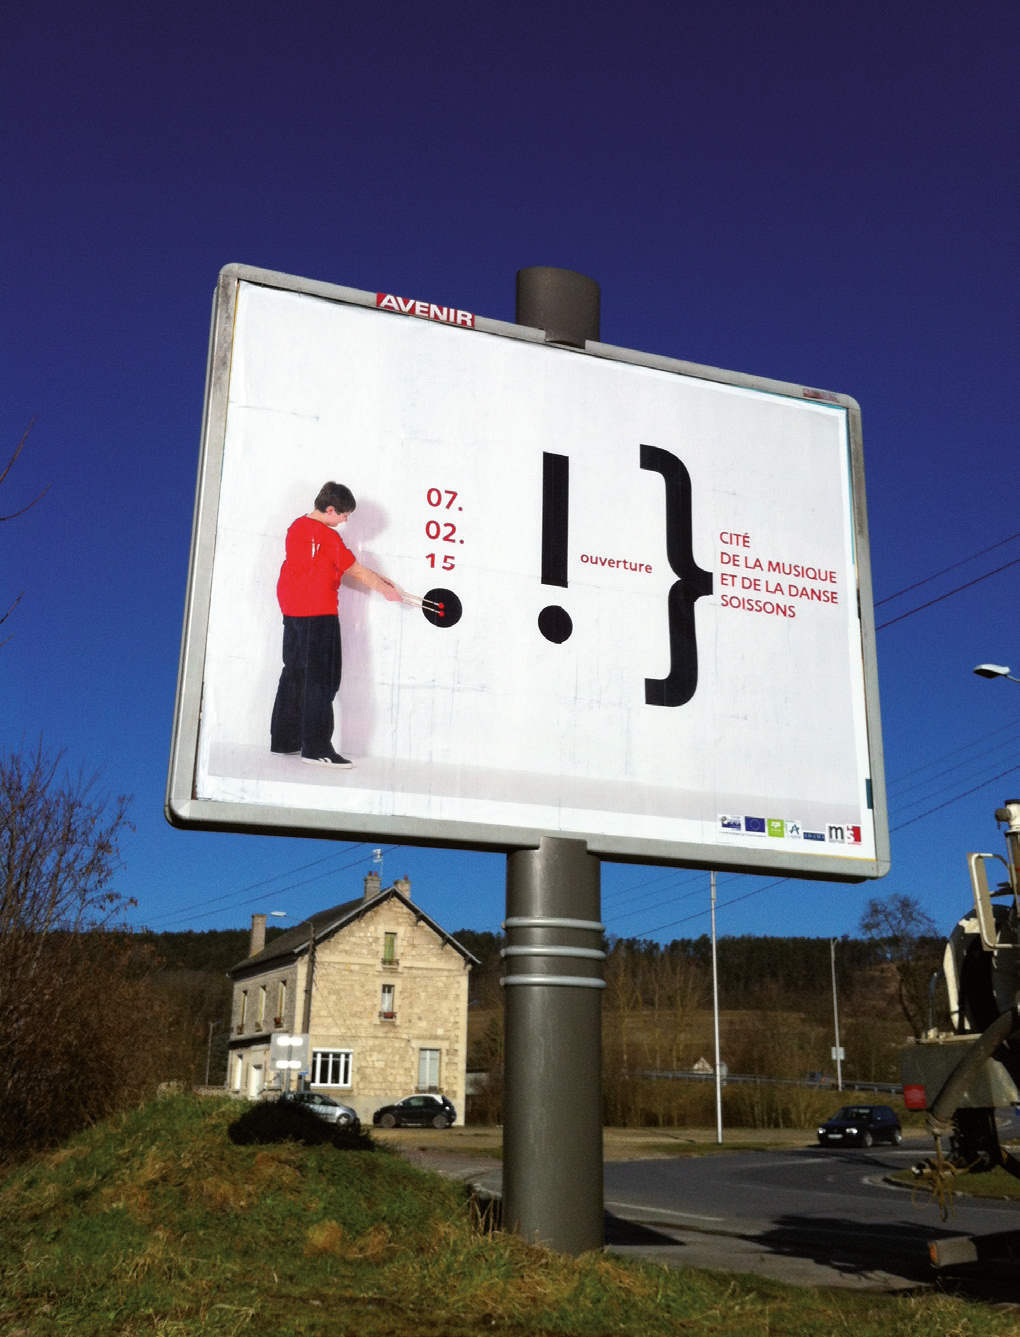 AVENIR
07.
02.
15
!
ouverture
}
CITÉ
DE LA MUSIQUE
ET DE LA DANSE
SOISSONS